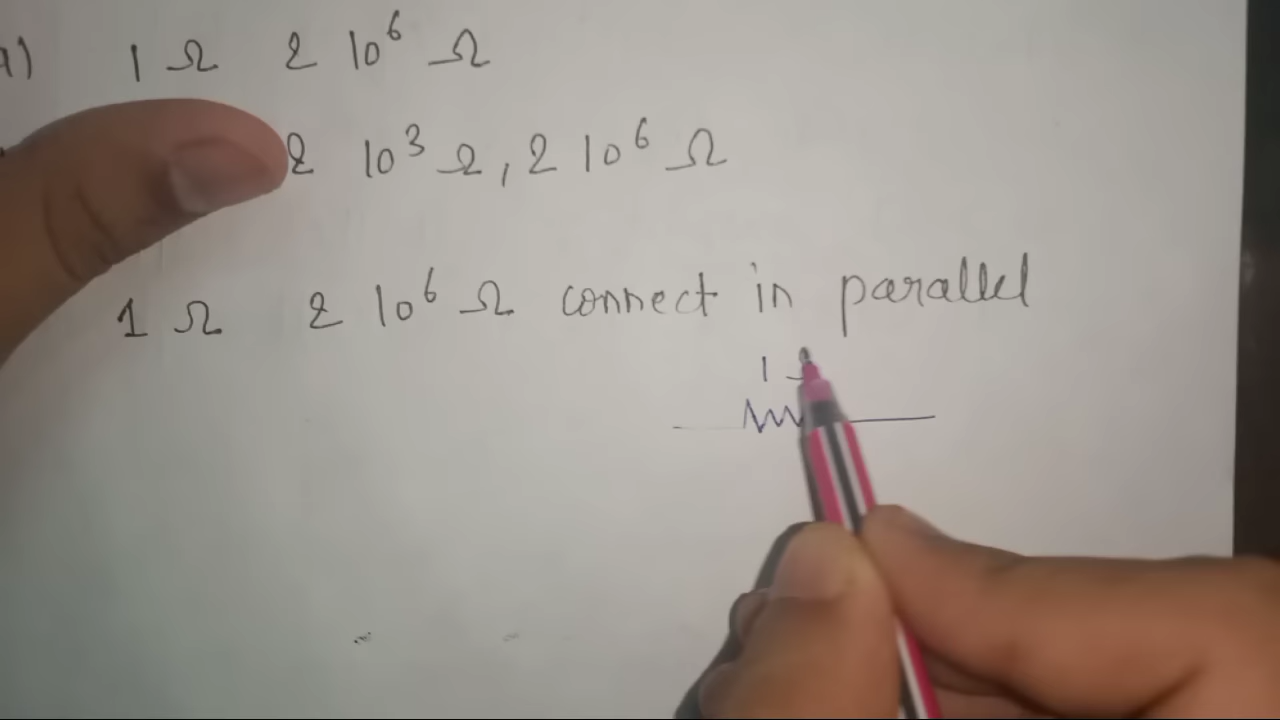 1 Ω & 10⁶ Ω
& 10³ Ω, & 10⁶ Ω
1 Ω & 10⁶ Ω connect in parallel
1